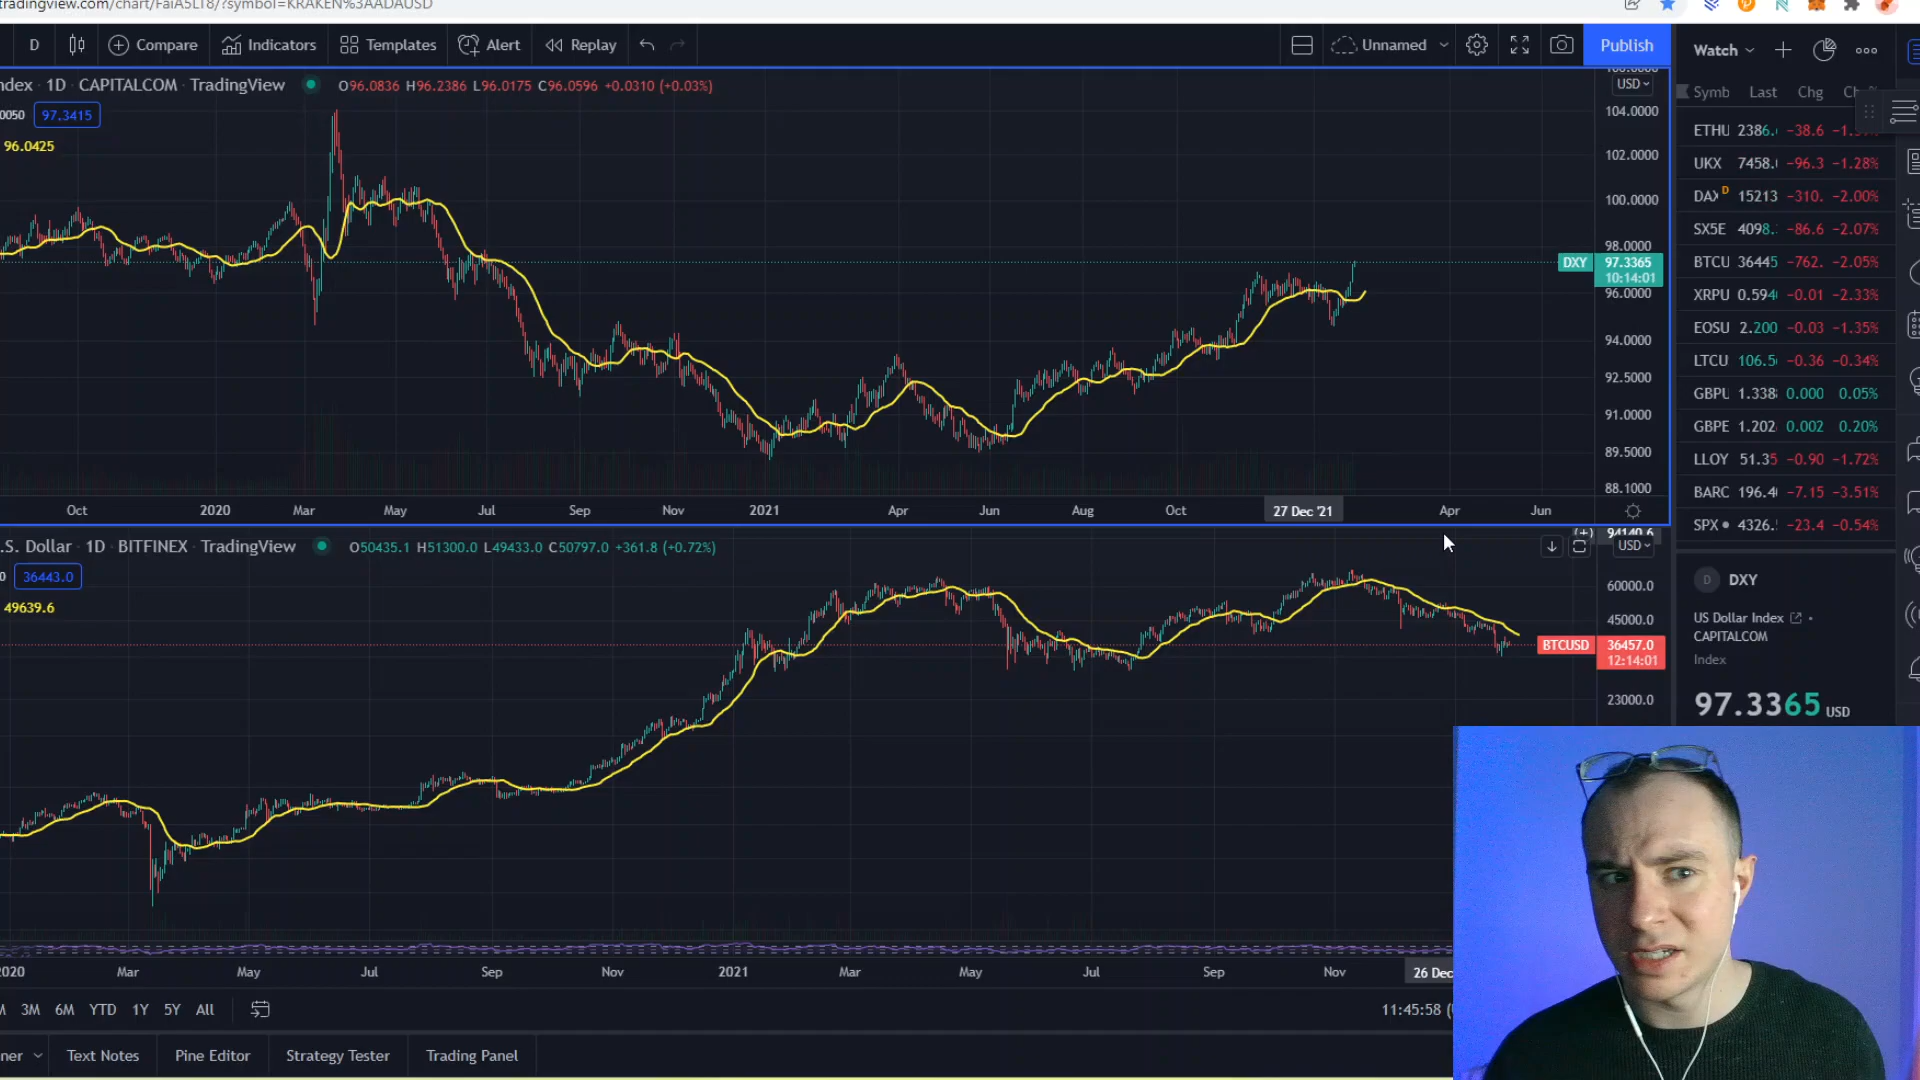 tradingview.com/chart/FaiA5LT8/?symbol=KRAKEN%3AADAUSD
D Compare Indicators Templates Alert Replay Unnamed Publish
Watch
ndex · 1D · CAPITALCOM · TradingView O96.0836 H96.2386 L96.0175 C96.0596 +0.0310 (+0.03%)
USD
0050 97.3415
96.0425
104.0000
102.0000
100.0000
98.0000
DXY 97.3365
10:14:01
96.0000
94.0000
92.5000
91.0000
89.5000
88.1000
Oct 2020 Mar May Jul Sep Nov 2021 Apr Jun Aug Oct 27 Dec '21 Apr Jun
.S. Dollar · 1D · BITFINEX · TradingView O50435.1 H51300.0 L49433.0 C50797.0 +361.8 (+0.72%)
94140.6
USD
0 36443.0
49639.6
60000.0
45000.0
BTCUSD 36457.0
12:14:01
23000.0
2020 Mar May Jul Sep Nov 2021 Mar May Jul Sep Nov 26 Dec
3M 6M YTD 1Y 5Y All
11:45:58 (
ner Text Notes Pine Editor Strategy Tester Trading Panel
Symb Last Chg
ETHU 2386. -38.6
UKX 7458. -96.3 -1.28%
DAX D 15213 -310. -2.00%
SX5E 4098. -86.6 -2.07%
BTCU 36445 -762. -2.05%
XRPU 0.594 -0.01 -2.33%
EOSU 2.200 -0.03 -1.35%
LTCU 106.5 -0.36 -0.34%
GBPU 1.338 0.000 0.05%
GBPE 1.202 0.002 0.20%
LLOY 51.35 -0.90 -1.72%
BARC 196.4 -7.15 -3.51%
SPX 4326. -23.4 -0.54%
D DXY
US Dollar Index
CAPITALCOM
Index
97.3365 USD